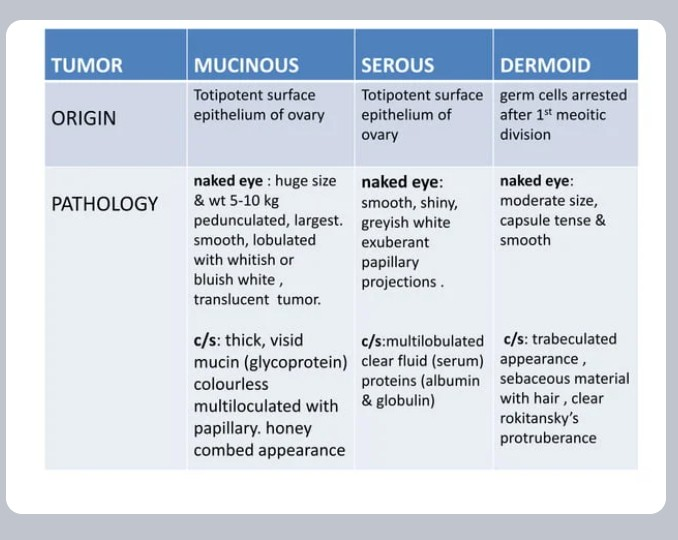 TUMOR MUCINOUS SEROUS DERMOID
ORIGIN
Totipotent surface
epithelium of ovary
Totipotent surface
epithelium of
ovary
germ cells arrested
after 1st meoitic
division
PATHOLOGY
naked eye : huge size
& wt 5-10 kg
pedunculated, largest.
smooth, lobulated
with whitish or
bluish white ,
translucent tumor.
c/s: thick, visid
mucin (glycoprotein)
colourless
multiloculated with
papillary. honey
combed appearance
naked eye:
smooth, shiny,
greyish white
exuberant
papillary
projections .
c/s:multilobulated
clear fluid (serum)
proteins (albumin
& globulin)
naked eye:
moderate size,
capsule tense &
smooth
c/s: trabeculated
appearance ,
sebaceous material
with hair , clear
rokitansky's
protruberance